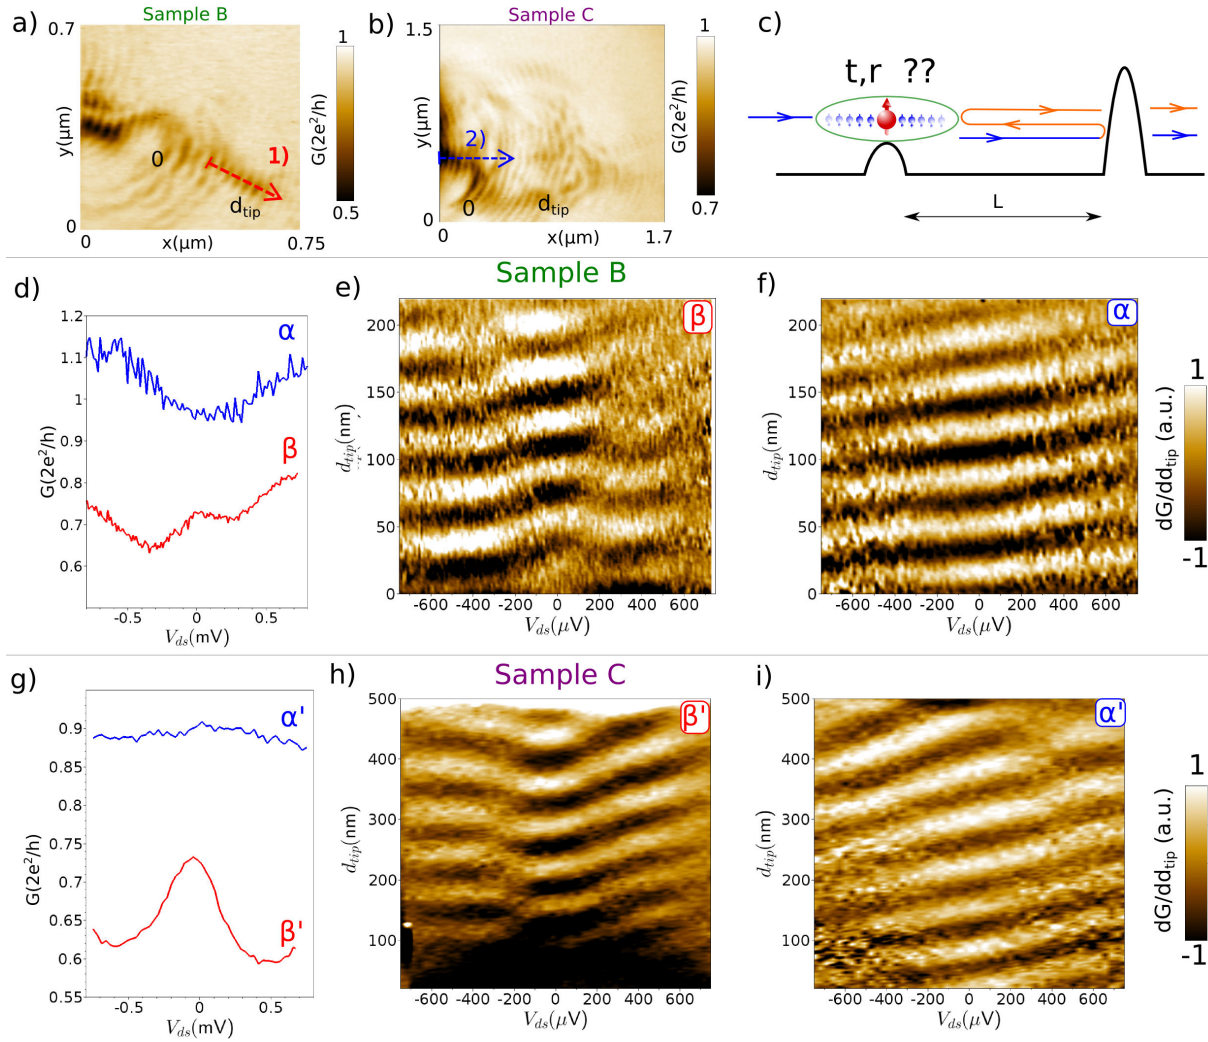 a)
Sample B
0.7
y(μm)
0
0
1)
d_tip
0
x(μm)
0.75
1
G(2e²/h)
0.5
b)
Sample C
1.5
y(μm)
0
2)
0
d_tip
0
x(μm)
1.7
1
G(2e²/h)
0.7
c)
t,r ??
L
Sample B
d)
1.2
1.1
1
0.9
0.8
0.7
0.6
G(2e²/h)
α
β
-0.5
0
0.5
V_ds(mV)
e)
β
200
150
100
50
0
d_tip(nm)
-600
-400
-200
0
200
400
600
V_ds(μV)
f)
α
200
150
100
50
0
d_tip(nm)
-600
-400
-200
0
200
400
600
V_ds(μV)
1
dG/dd_tip (a.u.)
-1
Sample C
g)
0.9
0.85
0.8
0.75
0.7
0.65
0.6
0.55
G(2e²/h)
α'
β'
-0.5
0
0.5
V_ds(mV)
h)
β'
500
400
300
200
100
d_tip(nm)
-600
-400
-200
0
200
400
600
V_ds(μV)
i)
α'
500
400
300
200
100
d_tip(nm)
-600
-400
-200
0
200
400
600
V_ds(μV)
1
dG/dd_tip (a.u.)
-1